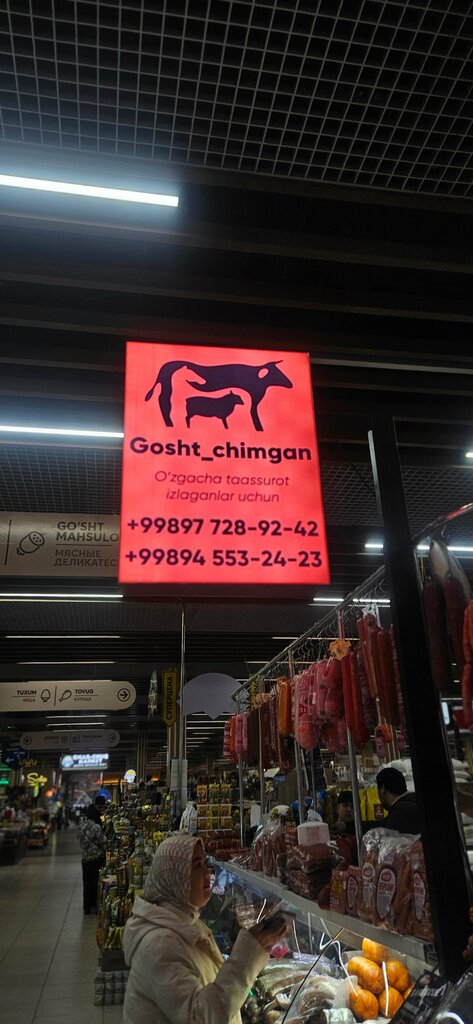 Gosht_chimgan
O'zgacha taassurot
izlaganlar uchun
+99897 728-92-42
+99894 553-24-23
GO'SHT
MAHSULO
МЯСНЫЕ
ДЕЛИКАТЕС
TUXUM
ЯЙЦА
TOVUQ
КУРИЦА